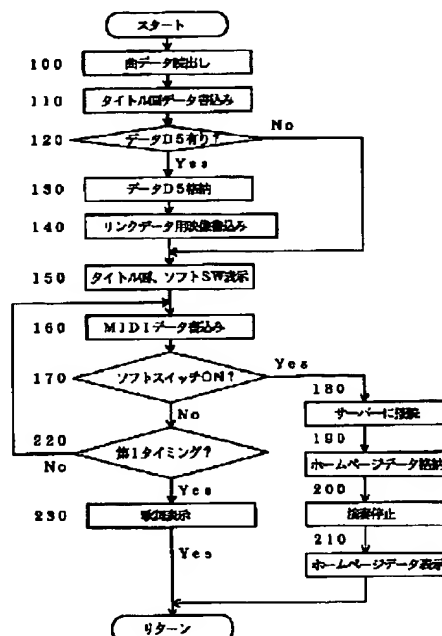 スタート
100
曲データ読出し
110
タイトル画データ書込み
120
データD5有り?
No
Yes
130
データD5格納
140
リンクデータ用映像書込み
150
タイトル画、ソフトSW表示
160
MIDIデータ書込み
170
ソフトスイッチON?
Yes
No
180
サーバーに接続
190
ホームページデータ格納
200
演奏停止
210
ホームページデータ表示
220
第1タイミング?
No
Yes
230
歌詞表示
Yes
リターン